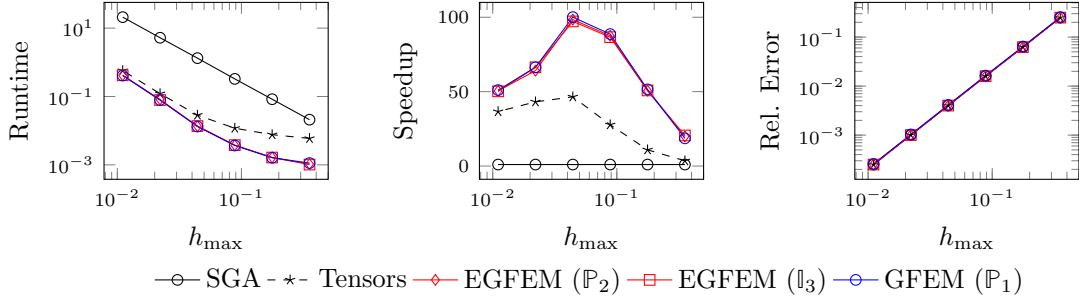 10^1
10^{-1}
10^{-3}
Runtime
10^{-2}
10^{-1}
h_max
100
50
0
Speedup
10^{-2}
10^{-1}
h_max
10^{-1}
10^{-3}
Rel. Error
10^{-2}
10^{-1}
h_max
SGA Tensors EGFEM (ℙ_2) EGFEM (𝕀_3) GFEM (ℙ_1)